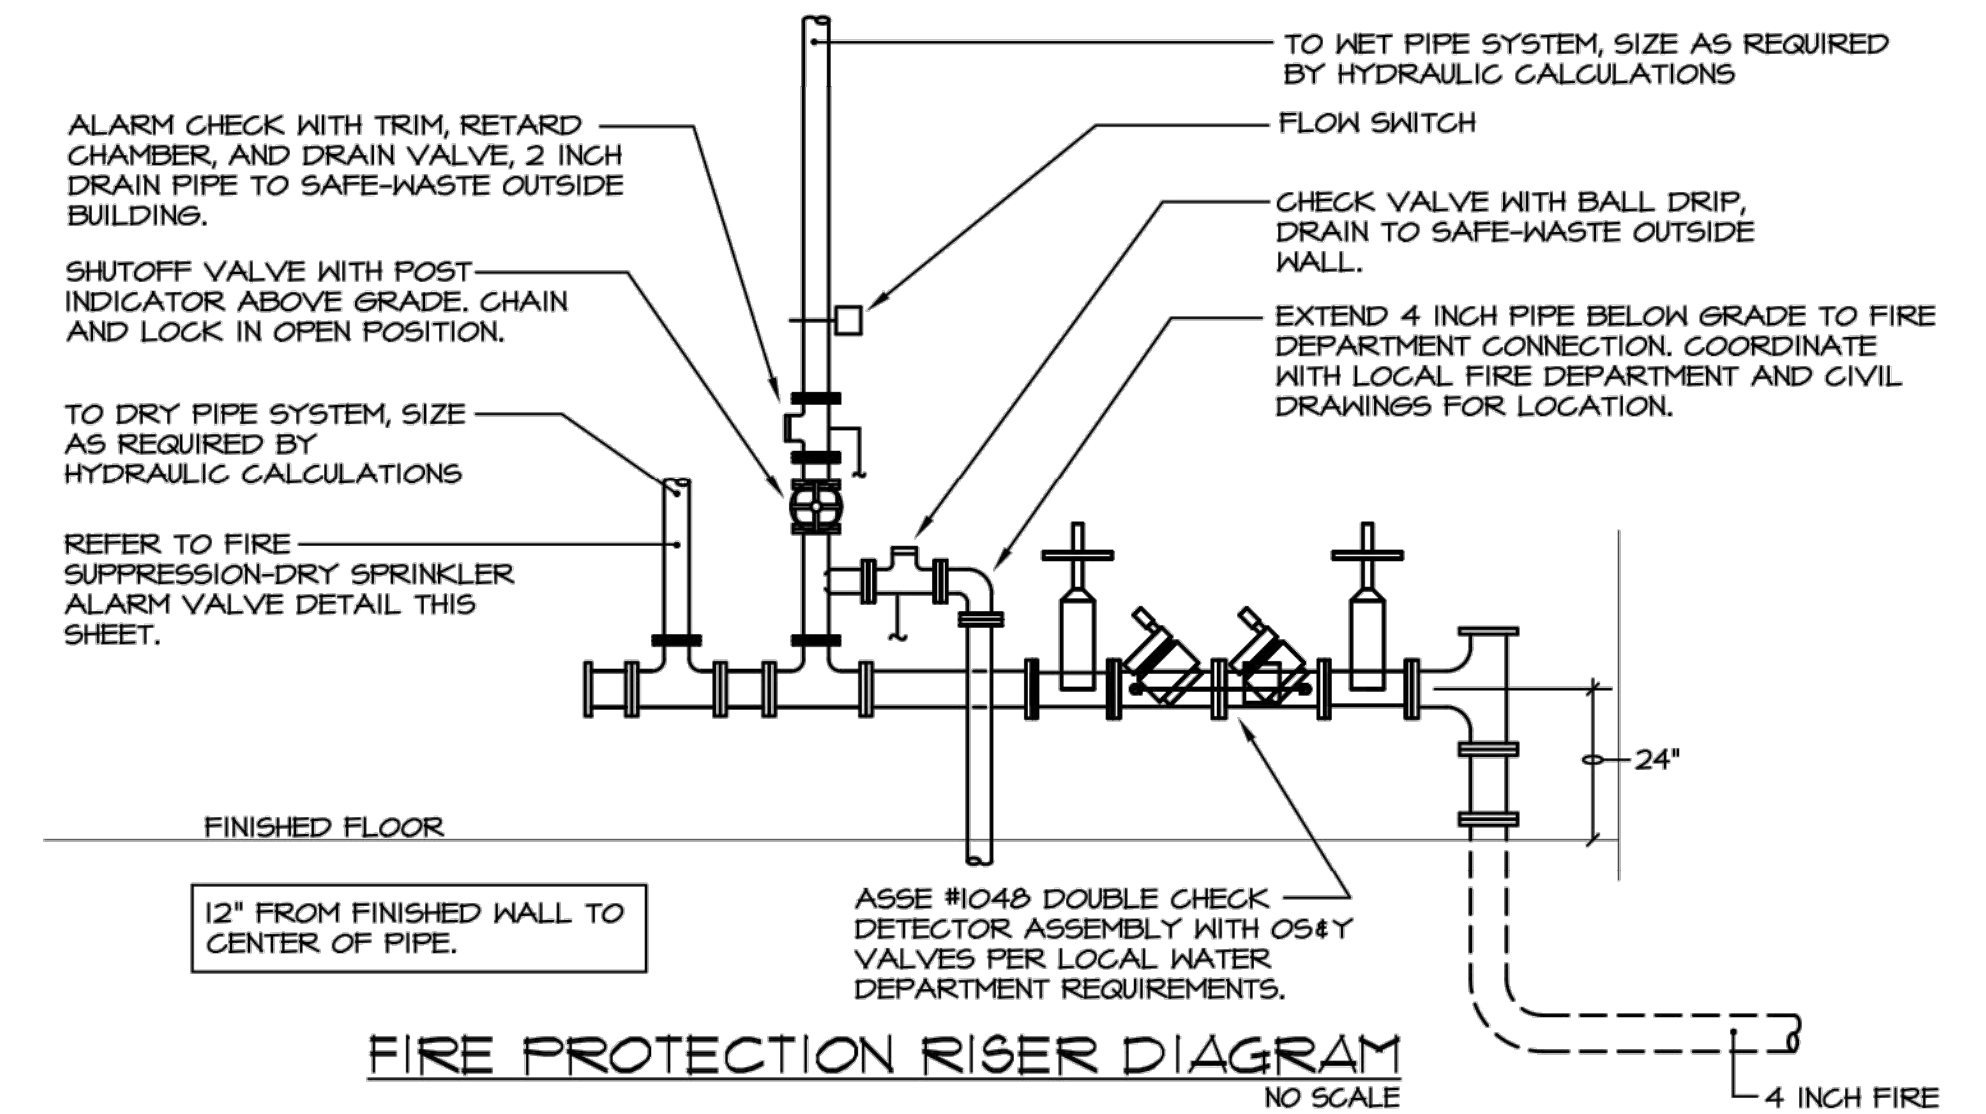 TO WET PIPE SYSTEM, SIZE AS REQUIRED
BY HYDRAULIC CALCULATIONS
FLOW SWITCH
ALARM CHECK WITH TRIM, RETARD
CHAMBER, AND DRAIN VALVE, 2 INCH
DRAIN PIPE TO SAFE-WASTE OUTSIDE
BUILDING.
CHECK VALVE WITH BALL DRIP,
DRAIN TO SAFE-WASTE OUTSIDE
WALL.
SHUTOFF VALVE WITH POST
INDICATOR ABOVE GRADE. CHAIN
AND LOCK IN OPEN POSITION.
EXTEND 4 INCH PIPE BELOW GRADE TO FIRE
DEPARTMENT CONNECTION. COORDINATE
WITH LOCAL FIRE DEPARTMENT AND CIVIL
DRAWINGS FOR LOCATION.
TO DRY PIPE SYSTEM, SIZE
AS REQUIRED BY
HYDRAULIC CALCULATIONS
REFER TO FIRE
SUPPRESSION-DRY SPRINKLER
ALARM VALVE DETAIL THIS
SHEET.
24"
FINISHED FLOOR
12" FROM FINISHED WALL TO
CENTER OF PIPE.
ASSE #1048 DOUBLE CHECK
DETECTOR ASSEMBLY WITH OS&Y
VALVES PER LOCAL WATER
DEPARTMENT REQUIREMENTS.
FIRE PROTECTION RISER DIAGRAM
NO SCALE
4 INCH FIRE